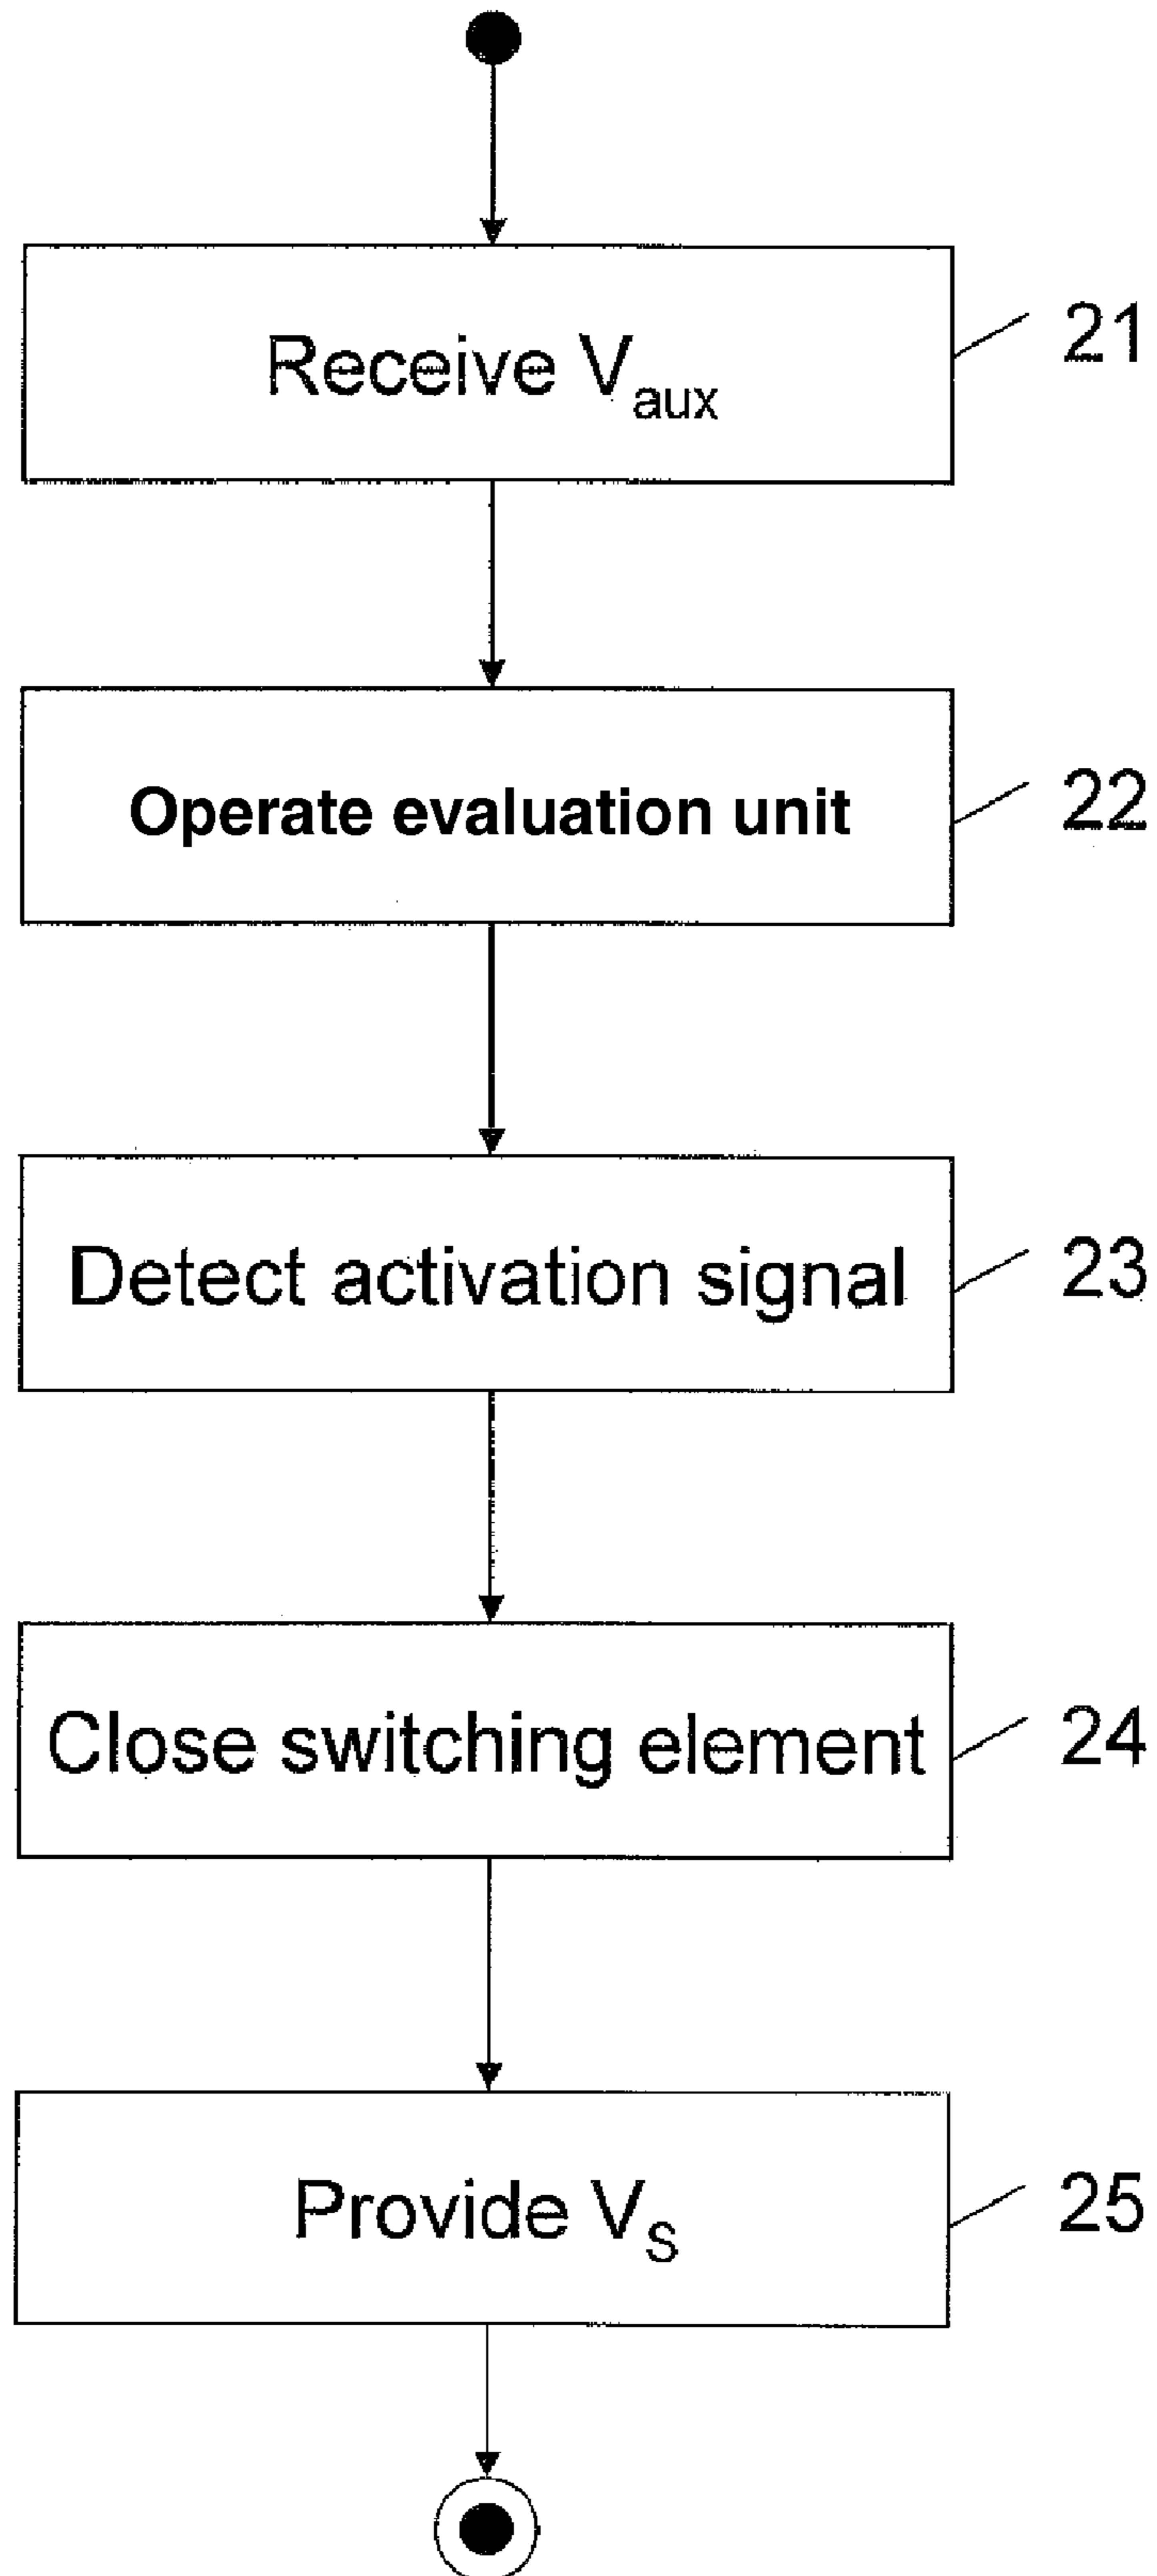 Receive Vaux
21
Operate evaluation unit
22
Detect activation signal
23
Close switching element
24
Provide VS
25